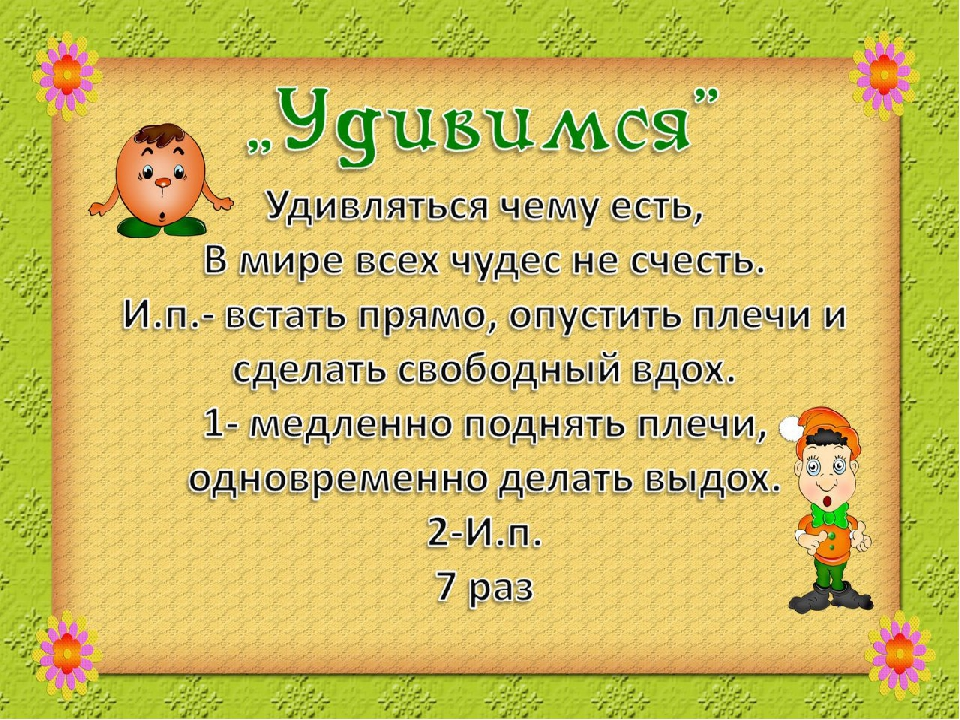 „Удивимся”
Удивляться чему есть,
В мире всех чудес не счесть.
И.п.- встать прямо, опустить плечи и
сделать свободный вдох.
1- медленно поднять плечи,
одновременно делать выдох.
2-И.п.
7 раз